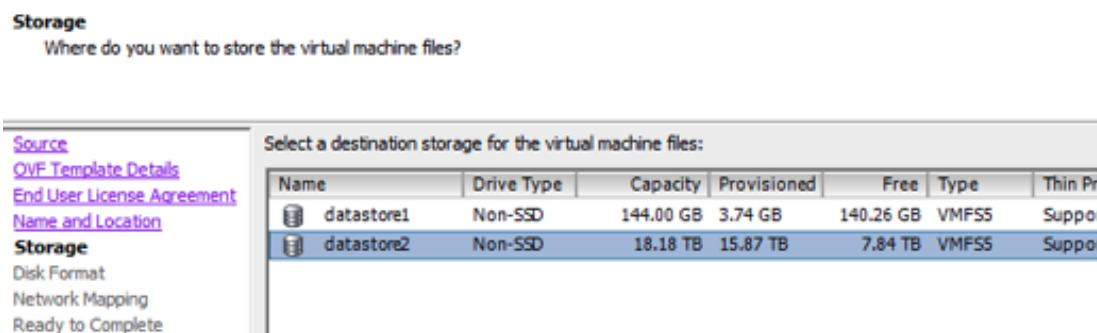 Storage
Where do you want to store the virtual machine files?
Source
OVF Template Details
End User License Agreement
Name and Location
Storage
Disk Format
Network Mapping
Ready to Complete
Select a destination storage for the virtual machine files:
Name Drive Type Capacity Provisioned Free Type Thin Pr
datastore1 Non-SSD 144.00 GB 3.74 GB 140.26 GB VMFS5 Suppo
datastore2 Non-SSD 18.18 TB 15.87 TB 7.84 TB VMFS5 Suppo